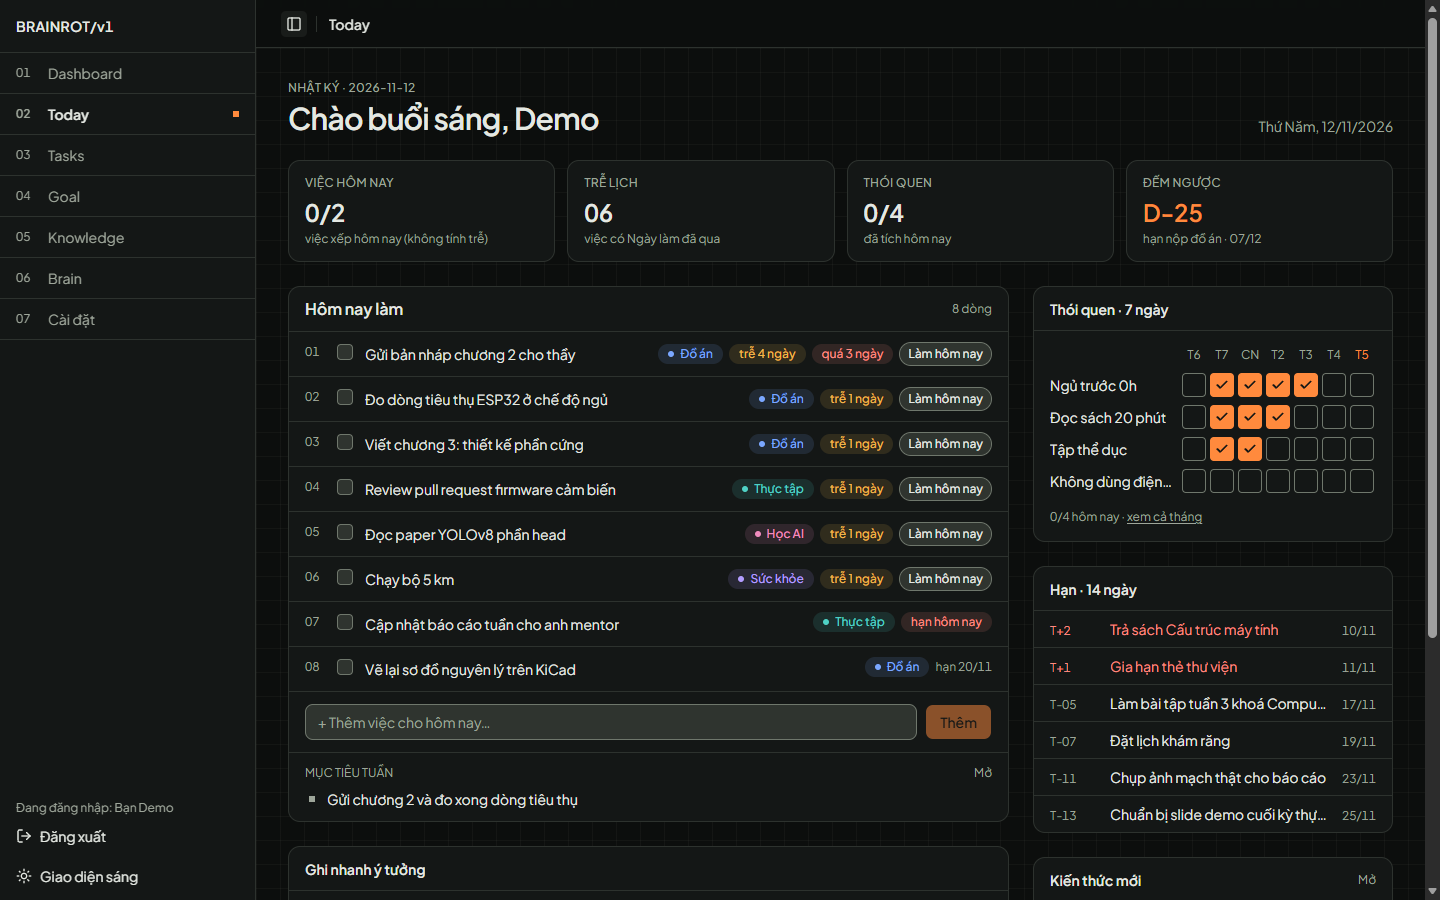 BRAINROT/v1
01 Dashboard
02 Today
03 Tasks
04 Goal
05 Knowledge
06 Brain
07 Cài đặt
Đang đăng nhập: Bạn Demo
Đăng xuất
Giao diện sáng
Today
NHẬT KÝ · 2026-11-12
Chào buổi sáng, Demo
Thứ Năm, 12/11/2026
VIỆC HÔM NAY
0/2
việc xếp hôm nay (không tính trễ)
TRỄ LỊCH
06
việc có Ngày làm đã qua
THÓI QUEN
0/4
đã tích hôm nay
ĐẾM NGƯỢC
D-25
hạn nộp đồ án · 07/12
Hôm nay làm 8 dòng
01 Gửi bản nháp chương 2 cho thầy Đồ án trễ 4 ngày quá 3 ngày Làm hôm nay
02 Đo dòng tiêu thụ ESP32 ở chế độ ngủ Đồ án trễ 1 ngày Làm hôm nay
03 Viết chương 3: thiết kế phần cứng Đồ án trễ 1 ngày Làm hôm nay
04 Review pull request firmware cảm biến Thực tập trễ 1 ngày Làm hôm nay
05 Đọc paper YOLOv8 phần head Học AI trễ 1 ngày Làm hôm nay
06 Chạy bộ 5 km Sức khỏe trễ 1 ngày Làm hôm nay
07 Cập nhật báo cáo tuần cho anh mentor Thực tập hạn hôm nay
08 Vẽ lại sơ đồ nguyên lý trên KiCad Đồ án hạn 20/11
+ Thêm việc cho hôm nay... Thêm
MỤC TIÊU TUẦN Mở
Gửi chương 2 và đo xong dòng tiêu thụ
Ghi nhanh ý tưởng
Thói quen · 7 ngày
T6 T7 CN T2 T3 T4 T5
Ngủ trước 0h
Đọc sách 20 phút
Tập thể dục
Không dùng điện...
0/4 hôm nay · xem cả tháng
Hạn · 14 ngày
T+2 Trả sách Cấu trúc máy tính 10/11
T+1 Gia hạn thẻ thư viện 11/11
T-05 Làm bài tập tuần 3 khoá Compu... 17/11
T-07 Đặt lịch khám răng 19/11
T-11 Chụp ảnh mạch thật cho báo cáo 23/11
T-13 Chuẩn bị slide demo cuối kỳ thự... 25/11
Kiến thức mới Mở